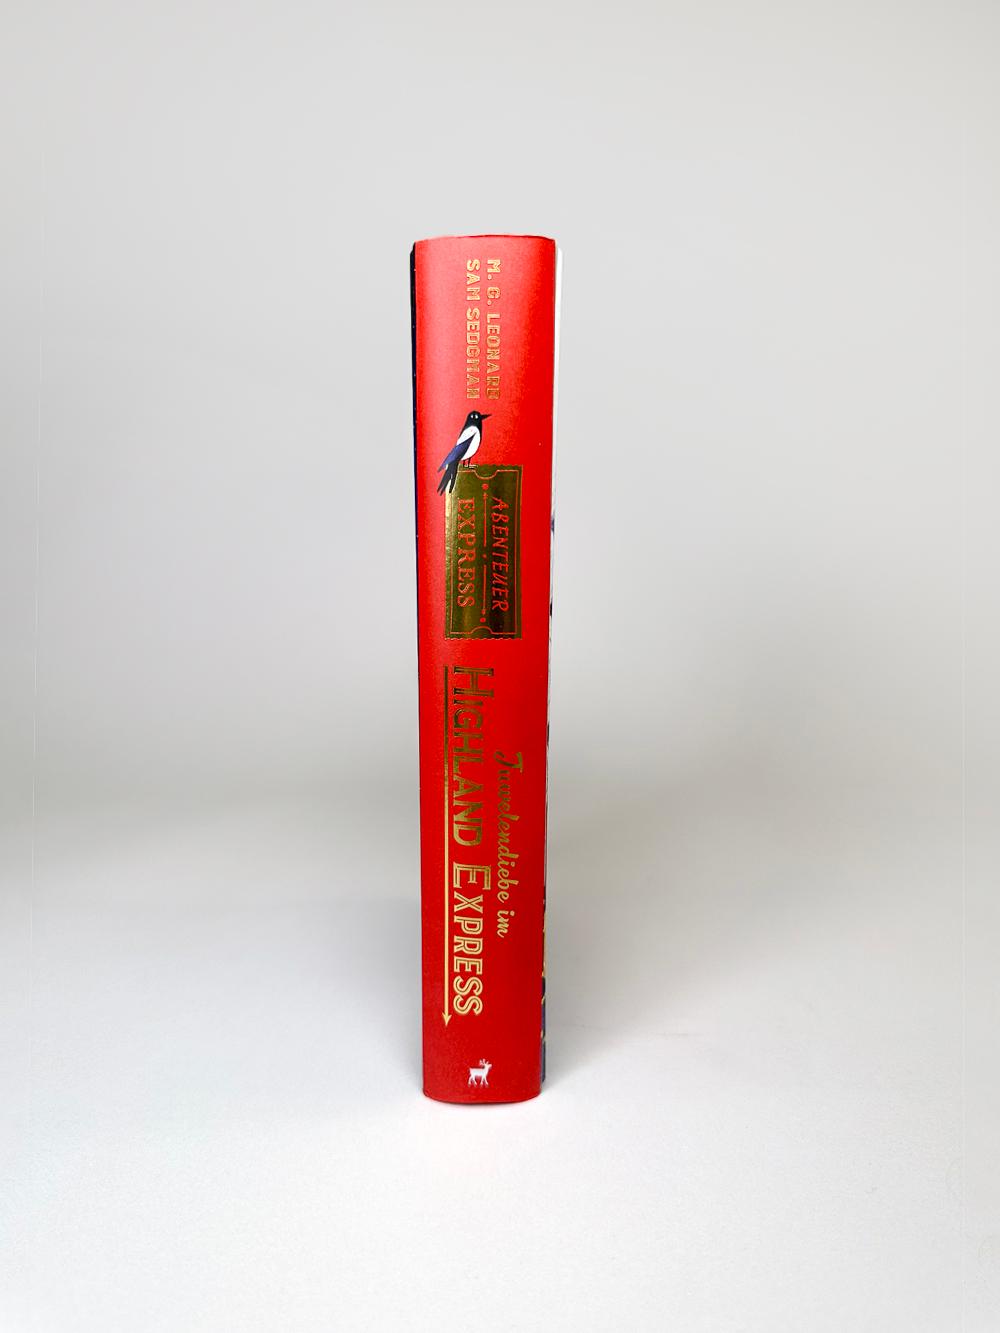 M. G. LEONARD
SAM SEDGMAN
ABENTEUER
EXPRESS
Juwelendiebe im
HIGHLAND EXPRESS